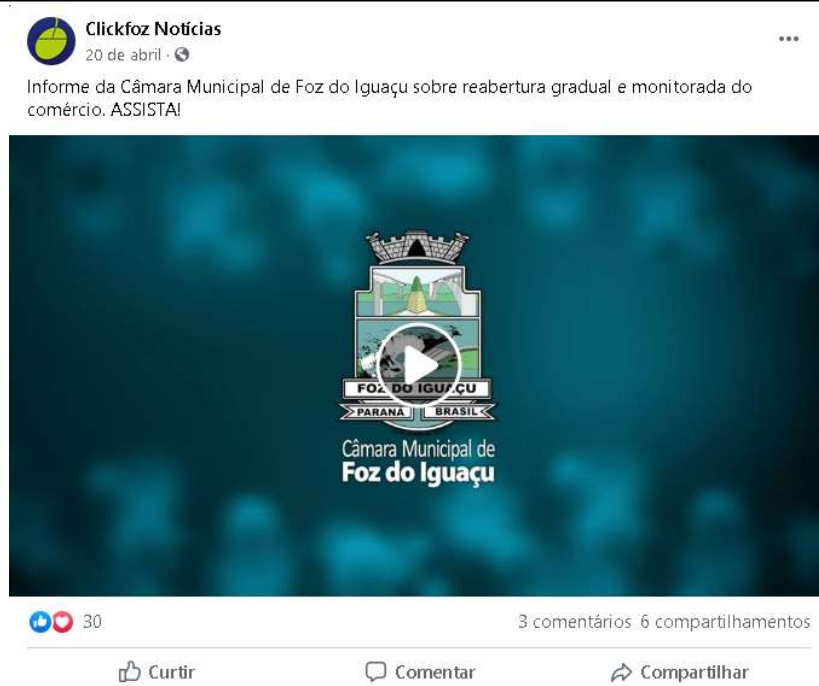 Clickfoz Notícias
20 de abril ·
Informe da Câmara Municipal de Foz do Iguaçu sobre reabertura gradual e monitorada do
comércio. ASSISTA!
FOZ DO IGUAÇU
PARANÁ BRASIL
Câmara Municipal de
Foz do Iguaçu
30 3 comentários 6 compartilhamentos
Curtir Comentar Compartilhar